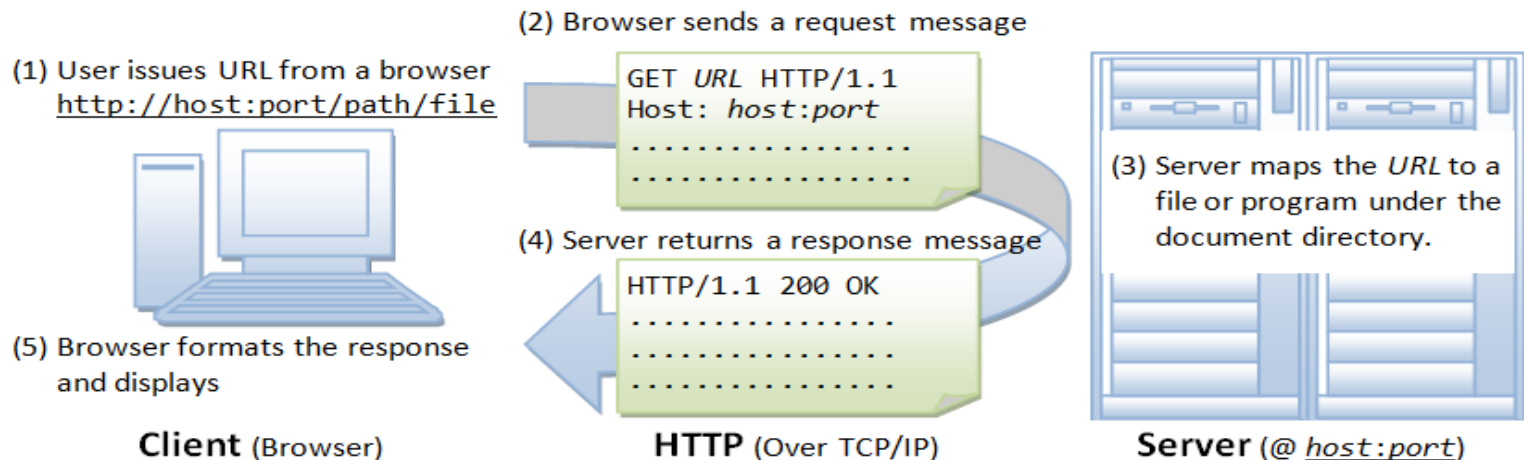 (1) User issues URL from a browser
http://host:port/path/file
(2) Browser sends a request message
GET URL HTTP/1.1
Host: host:port
..................
..................
(3) Server maps the URL to a
file or program under the
document directory.
(4) Server returns a response message
HTTP/1.1 200 OK
.................
.................
.................
(5) Browser formats the response
and displays
Client (Browser)
HTTP (Over TCP/IP)
Server (@ host:port)